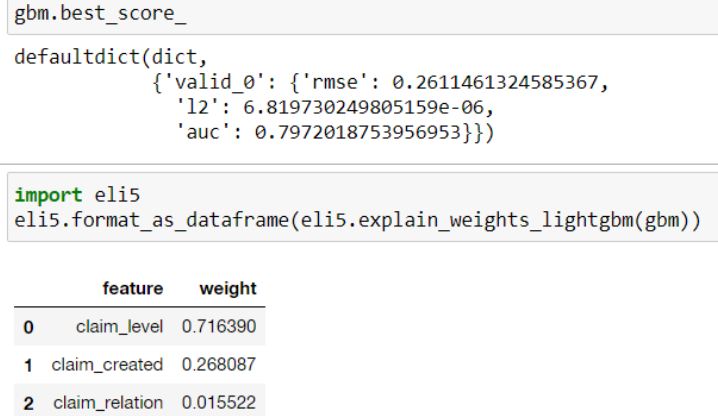 gbm.best_score_
defaultdict(dict,
{'valid_0': {'rmse': 0.2611461324585367,
'l2': 6.819730249805159e-06,
'auc': 0.7972018753956953}})
import eli5
eli5.format_as_dataframe(eli5.explain_weights_lightgbm(gbm))
feature weight
0 claim_level 0.716390
1 claim_created 0.268087
2 claim_relation 0.015522